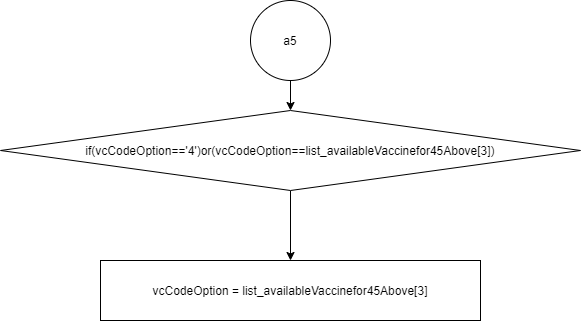 a5
if(vcCodeOption=='4')or(vcCodeOption==list_availableVaccinefor45Above[3])
vcCodeOption = list_availableVaccinefor45Above[3]